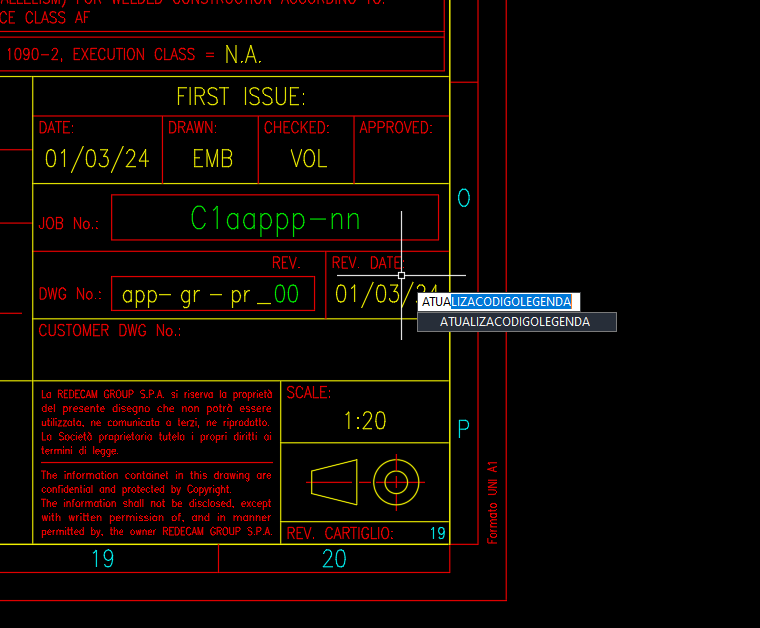 FOR WELDED CONSTRUCTION ACCORDING TO:
CE CLASS AF
1090-2, EXECUTION CLASS = N.A.
FIRST ISSUE:
DATE: DRAWN: CHECKED: APPROVED:
01/03/24 EMB VOL
O
JOB No.: C1aappp-nn
REV. REV. DATE:
DWG No.: app- gr - pr _00 01/03/24
ATUALIZACODIGOLEGENDA
ATUALIZACODIGOLEGENDA
CUSTOMER DWG No.:
La REDECAM GROUP S.P.A. si riserva la proprietà
del presente disegno che non potrà essere
utilizzato, ne comunicato a terzi, ne riprodotto.
La Società proprietaria tutela i propri diritti ai
termini di legge.
The information containet in this drawing are
confidential and protected by Copyright.
The information shall not be disclosed, except
with written permission of, and in manner
permitted by, the owner REDECAM GROUP S.P.A.
SCALE:
1:20
P
REV. CARTIGLIO: 19
Formato UNI A1
19 20